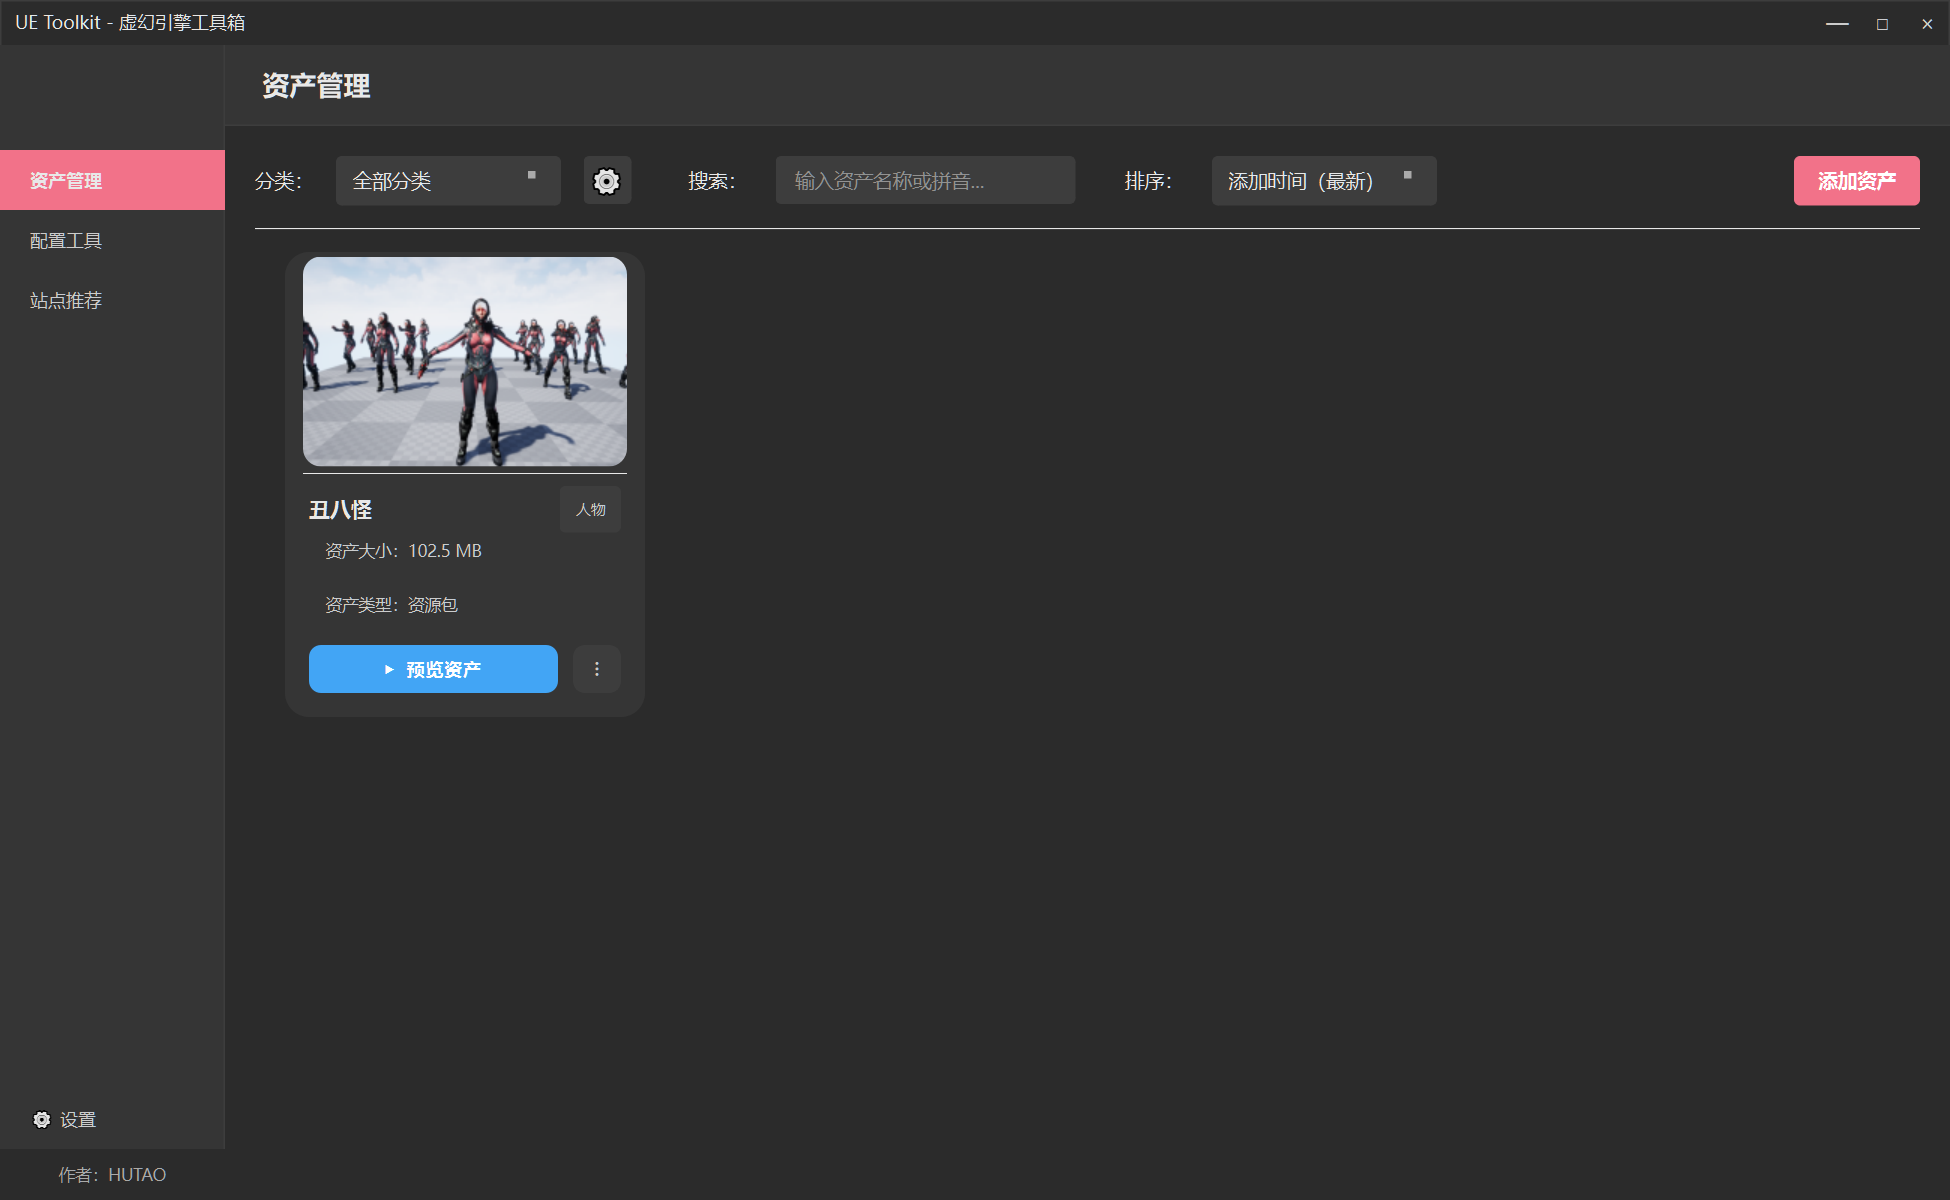 UE Toolkit - 虚幻引擎工具箱
资产管理
资产管理
配置工具
站点推荐
分类：
全部分类
搜索：
输入资产名称或拼音...
排序：
添加时间（最新）
添加资产
丑八怪
人物
资产大小：102.5 MB
资产类型：资源包
预览资产
设置
作者：HUTAO